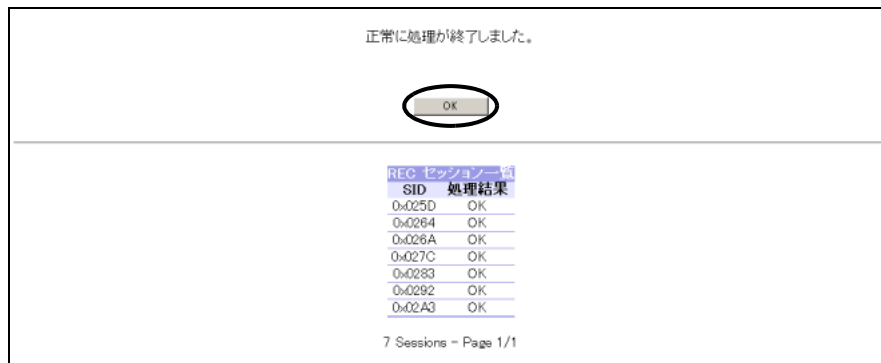 正常に処理が終了しました。
OK
REC セッション一覧
SID 処理結果
0x025D OK
0x0264 OK
0x026A OK
0x027C OK
0x0283 OK
0x0292 OK
0x02A3 OK
7 Sessions - Page 1/1